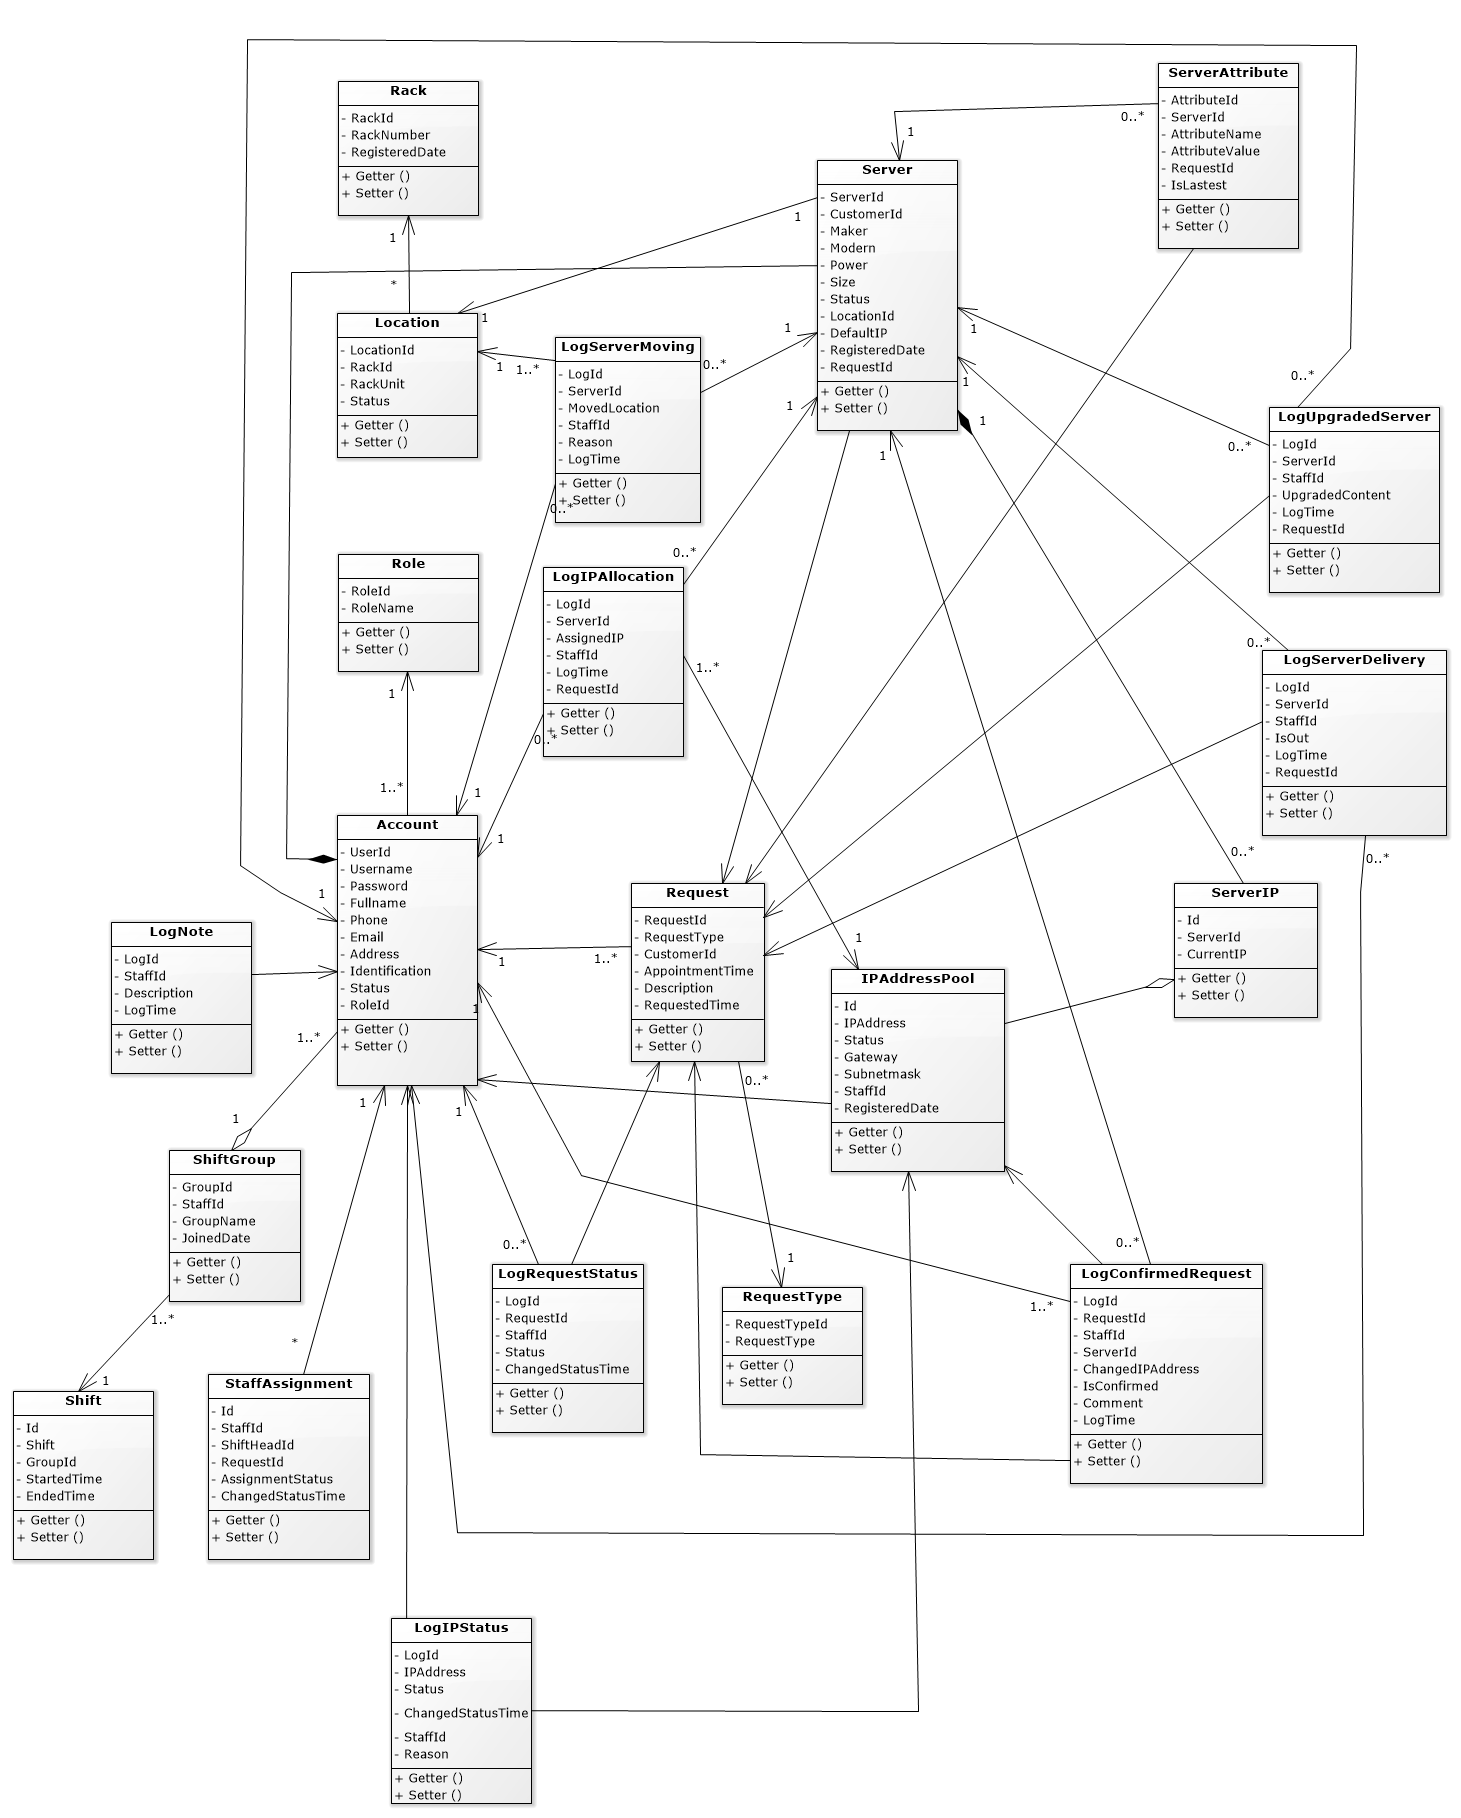 Rack
- RackId
- RackNumber
- RegisteredDate
+ Getter ()
+ Setter ()
1
*
ServerAttribute
- AttributeId
- ServerId
- AttributeName
- AttributeValue
- RequestId
- IsLastest
+ Getter ()
+ Setter ()
0..*
1
Server
- ServerId
- CustomerId
- Maker
- Modern
- Power
- Size
- Status
- LocationId
- DefaultIP
- RegisteredDate
- RequestId
+ Getter ()
+ Setter ()
1
1
1
1
1
1
1
1
Location
- LocationId
- RackId
- RackUnit
- Status
+ Getter ()
+ Setter ()
1
1..*
LogServerMoving
- LogId
- ServerId
- MovedLocation
- StaffId
- Reason
- LogTime
+ Getter ()
+ Setter ()
0..*
0..*
0..*
LogUpgradedServer
- LogId
- ServerId
- StaffId
- UpgradedContent
- LogTime
- RequestId
+ Getter ()
+ Setter ()
0..*
Role
- RoleId
- RoleName
+ Getter ()
+ Setter ()
1
1..*
0..*
LogIPAllocation
- LogId
- ServerId
- AssignedIP
- StaffId
- LogTime
- RequestId
+ Getter ()
+ Setter ()
0..*
1..*
0..*
LogServerDelivery
- LogId
- ServerId
- StaffId
- IsOut
- LogTime
- RequestId
+ Getter ()
+ Setter ()
0..*
Account
- UserId
- Username
- Password
- Fullname
- Phone
- Email
- Address
- Identification
- Status
- RoleId
+ Getter ()
+ Setter ()
1
1
1
1
1
1..*
1
1
1..*
Request
- RequestId
- RequestType
- CustomerId
- AppointmentTime
- Description
- RequestedTime
+ Getter ()
+ Setter ()
0..*
0..*
ServerIP
- Id
- ServerId
- CurrentIP
+ Getter ()
+ Setter ()
LogNote
- LogId
- StaffId
- Description
- LogTime
+ Getter ()
+ Setter ()
1
IPAddressPool
- Id
- IPAddress
- Status
- Gateway
- Subnetmask
- StaffId
- RegisteredDate
+ Getter ()
+ Setter ()
1
ShiftGroup
- GroupId
- StaffId
- GroupName
- JoinedDate
+ Getter ()
+ Setter ()
1..*
0..*
LogRequestStatus
- LogId
- RequestId
- StaffId
- Status
- ChangedStatusTime
+ Getter ()
+ Setter ()
1
RequestType
- RequestTypeId
- RequestType
+ Getter ()
+ Setter ()
0..*
1..*
LogConfirmedRequest
- LogId
- RequestId
- StaffId
- ServerId
- ChangedIPAddress
- IsConfirmed
- Comment
- LogTime
+ Getter ()
+ Setter ()
1
Shift
- Id
- Shift
- GroupId
- StartedTime
- EndedTime
+ Getter ()
+ Setter ()
*
StaffAssignment
- Id
- StaffId
- ShiftHeadId
- RequestId
- AssignmentStatus
- ChangedStatusTime
+ Getter ()
+ Setter ()
LogIPStatus
- LogId
- IPAddress
- Status
- ChangedStatusTime
- StaffId
- Reason
+ Getter ()
+ Setter ()